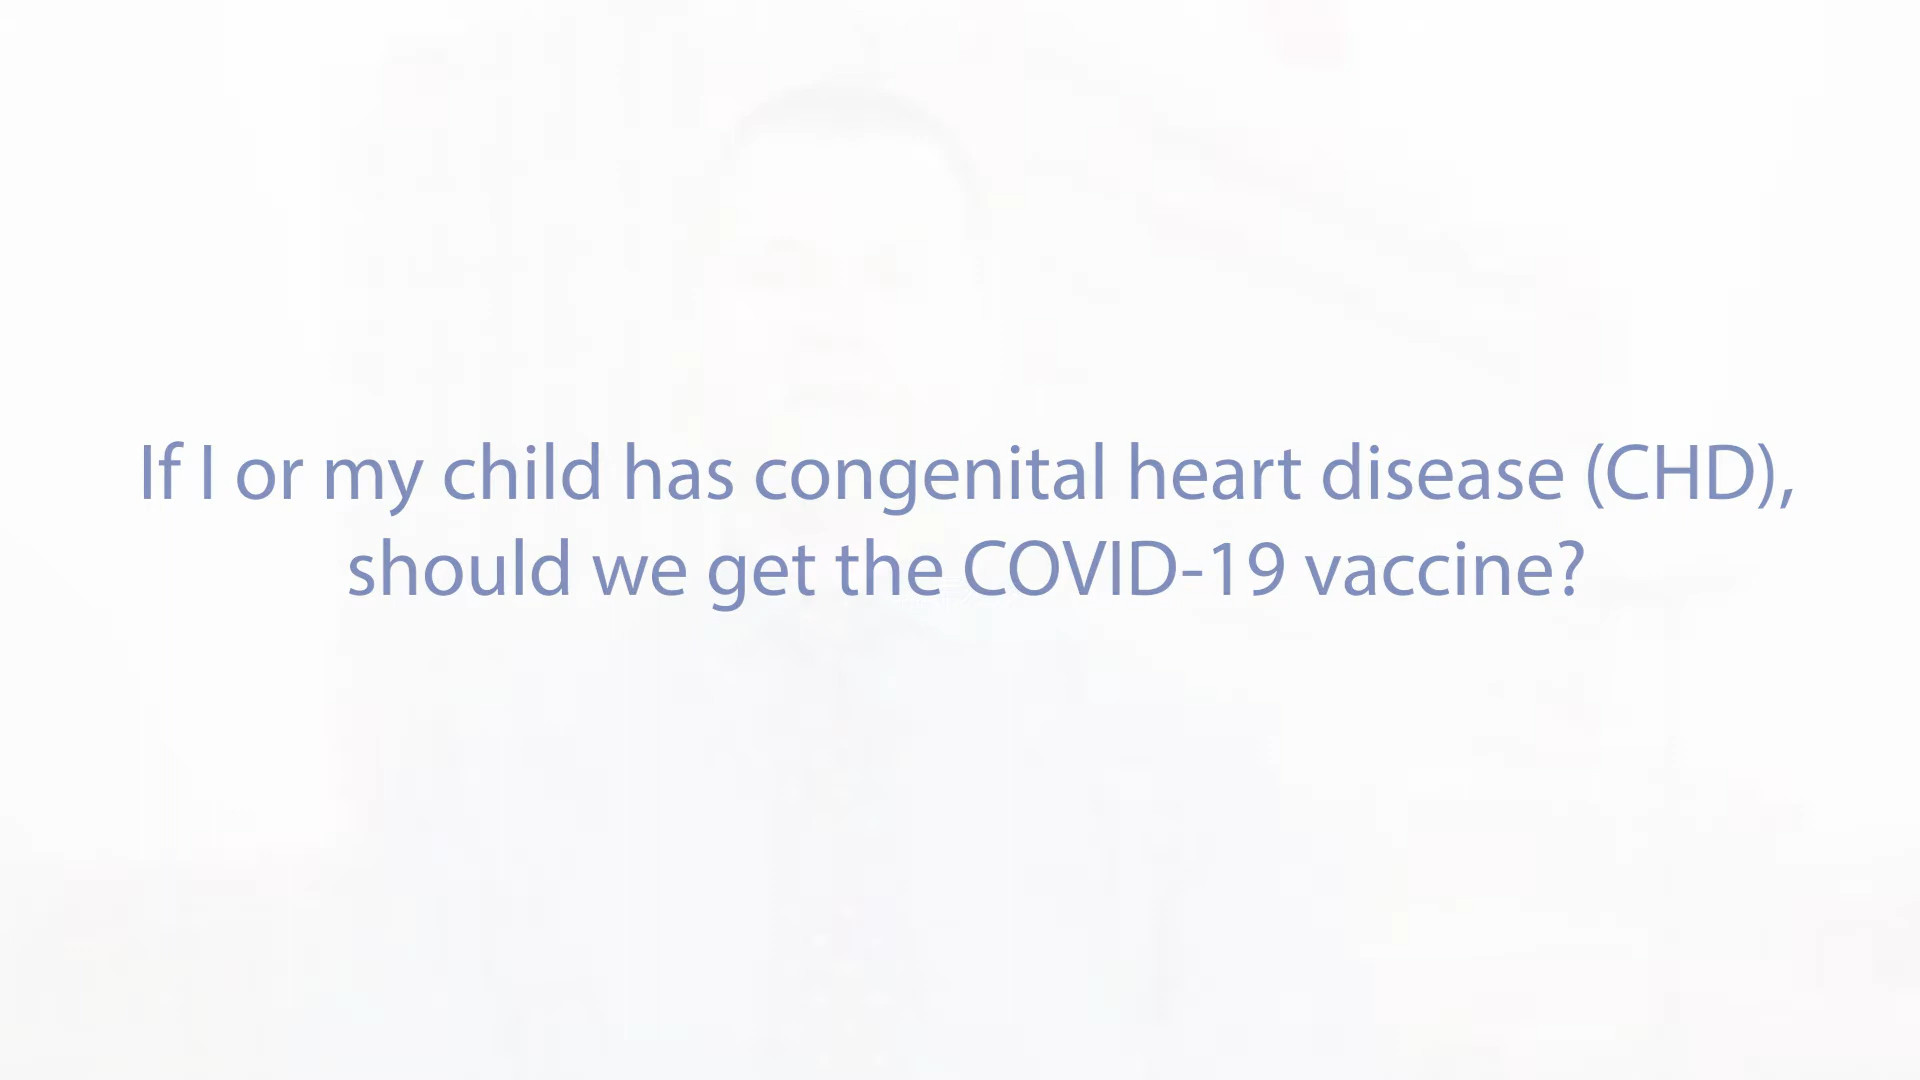 If I or my child has congenital heart disease (CHD),
should we get the COVID-19 vaccine?